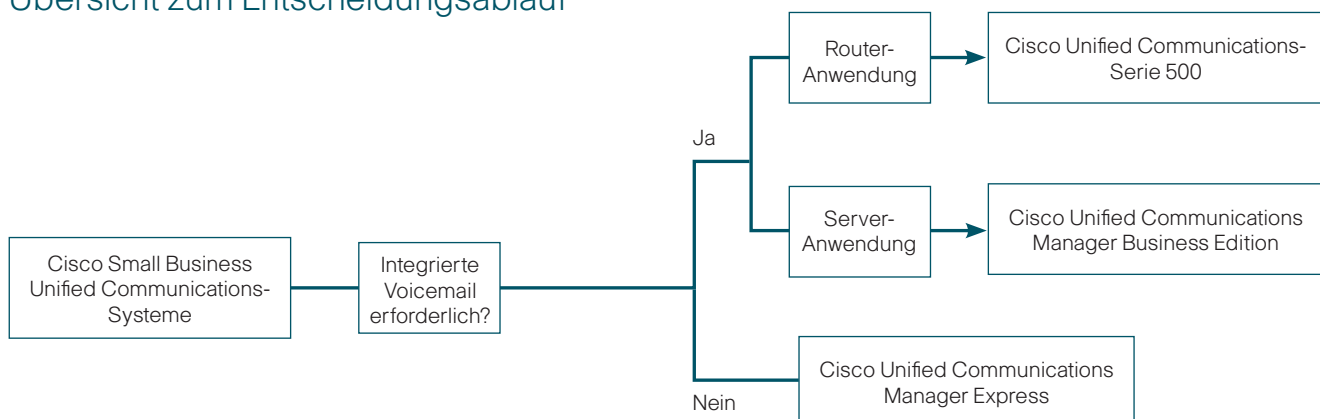 Übersicht zum Entscheidungsablauf
Router-
Anwendung
Cisco Unified Communications-
Serie 500
Ja
Server-
Anwendung
Cisco Unified Communications
Manager Business Edition
Cisco Small Business
Unified Communications-
Systeme
Integrierte
Voicemail
erforderlich?
Cisco Unified Communications
Manager Express
Nein